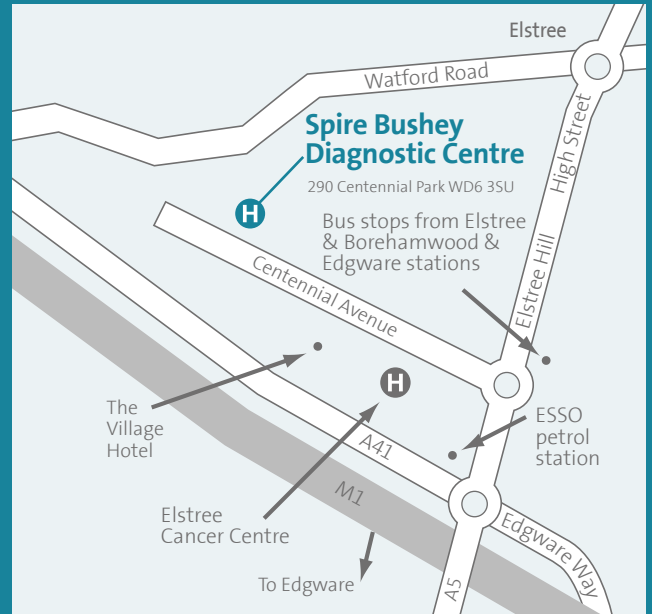 Elstree
Watford Road
High Street
Spire Bushey
Diagnostic Centre
290 Centennial Park WD6 3SU
H
Bus stops from Elstree
& Borehamwood &
Edgware stations
Elstree Hill
Centennial Avenue
H
The
Village
Hotel
ESSO
petrol
station
A41
M1
Elstree
Cancer Centre
Edgware Way
To Edgware
A5